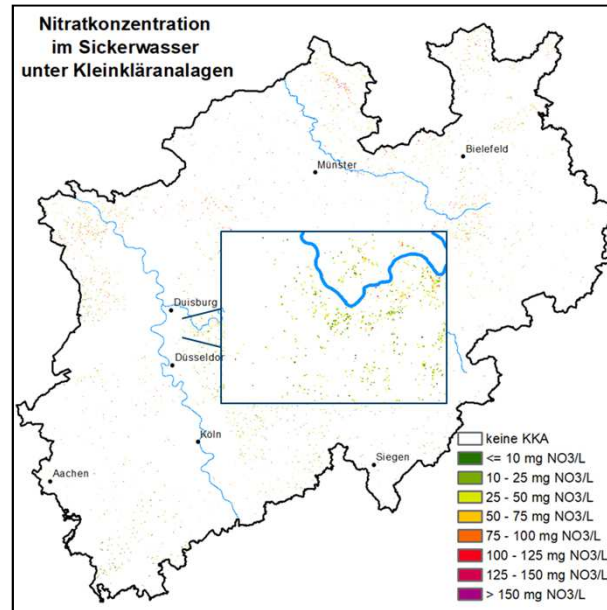 Nitratkonzentration
im Sickerwasser
unter Kleinkläranalagen
Bielefeld
Münster
Duisburg
Düsseldor
Köln
Aachen
Siegen
keine KKA
<= 10 mg NO3/L
10 - 25 mg NO3/L
25 - 50 mg NO3/L
50 - 75 mg NO3/L
75 - 100 mg NO3/L
100 - 125 mg NO3/L
125 - 150 mg NO3/L
> 150 mg NO3/L